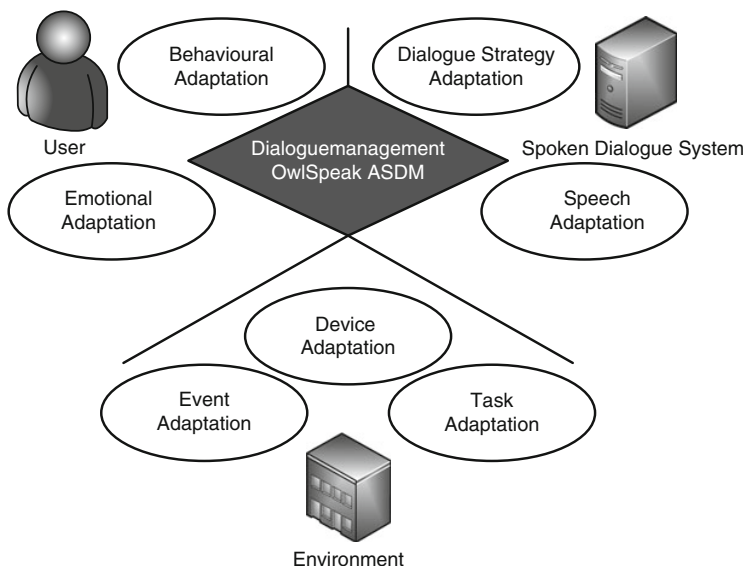 Behavioural
Adaptation
Dialogue Strategy
Adaptation
User
Dialoguemanagement
OwlSpeak ASDM
Spoken Dialogue System
Emotional
Adaptation
Speech
Adaptation
Device
Adaptation
Event
Adaptation
Task
Adaptation
Environment